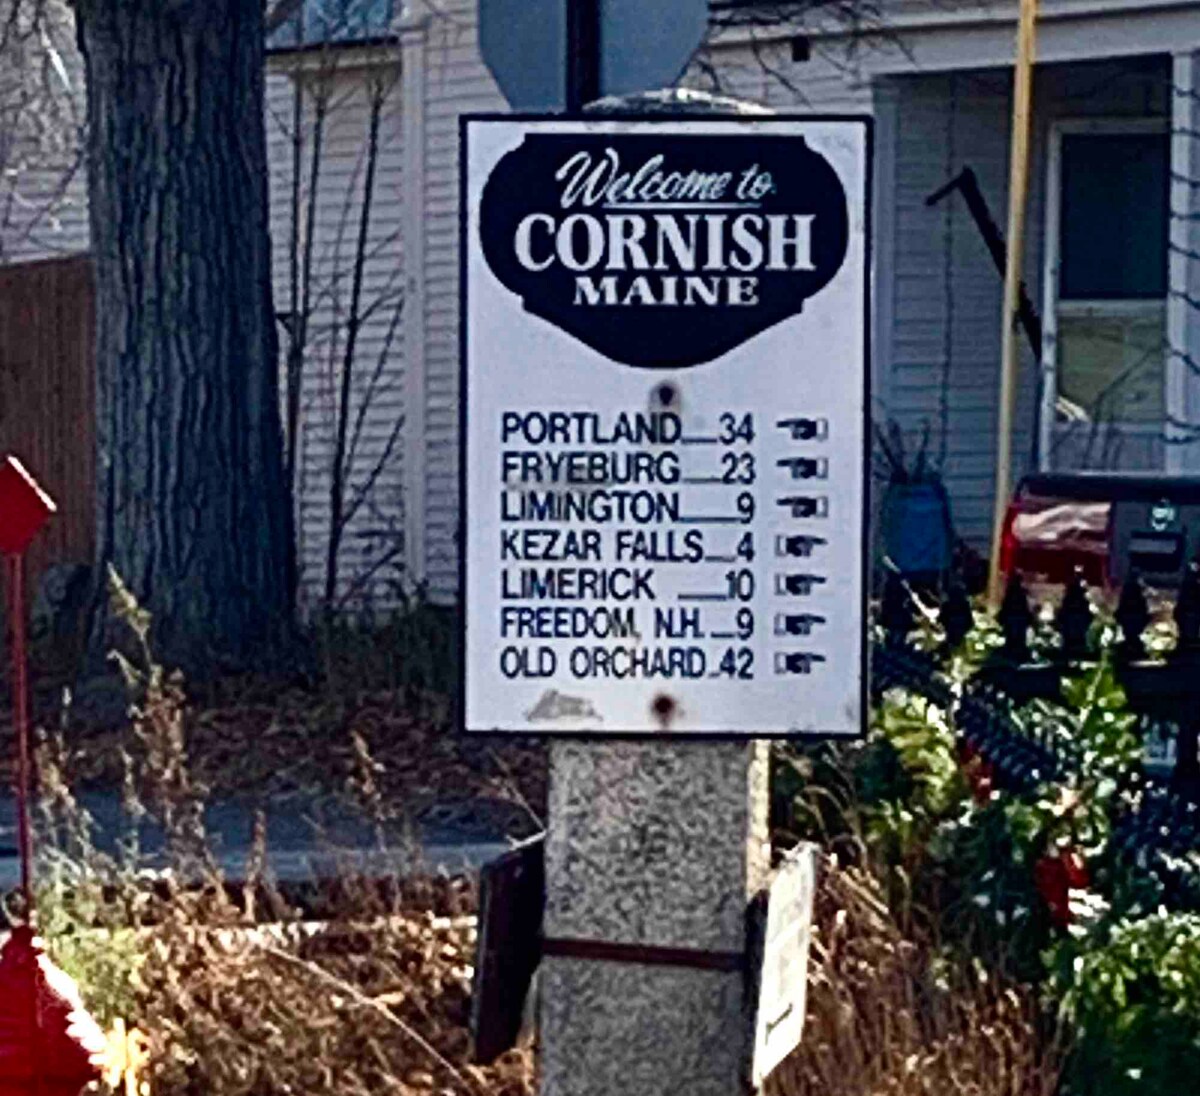 Welcome to
CORNISH
MAINE
PORTLAND 34
FRYEBURG 23
LIMINGTON 9
KEZAR FALLS 4
LIMERICK 10
FREEDOM, N.H. 9
OLD ORCHARD 42